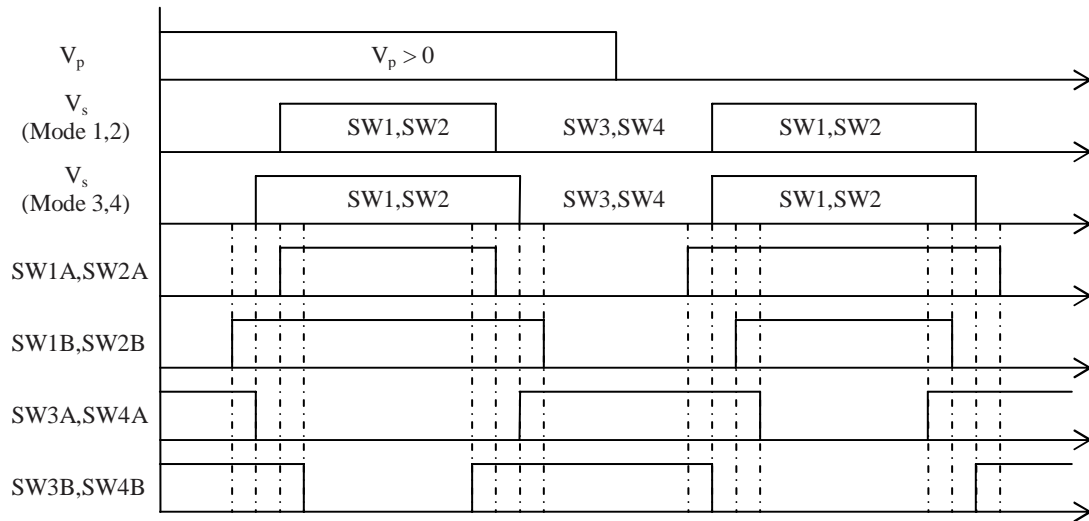 V_p
V_p > 0
V_s
(Mode 1,2)
SW1,SW2
SW3,SW4
SW1,SW2
V_s
(Mode 3,4)
SW1,SW2
SW3,SW4
SW1,SW2
SW1A,SW2A
SW1B,SW2B
SW3A,SW4A
SW3B,SW4B